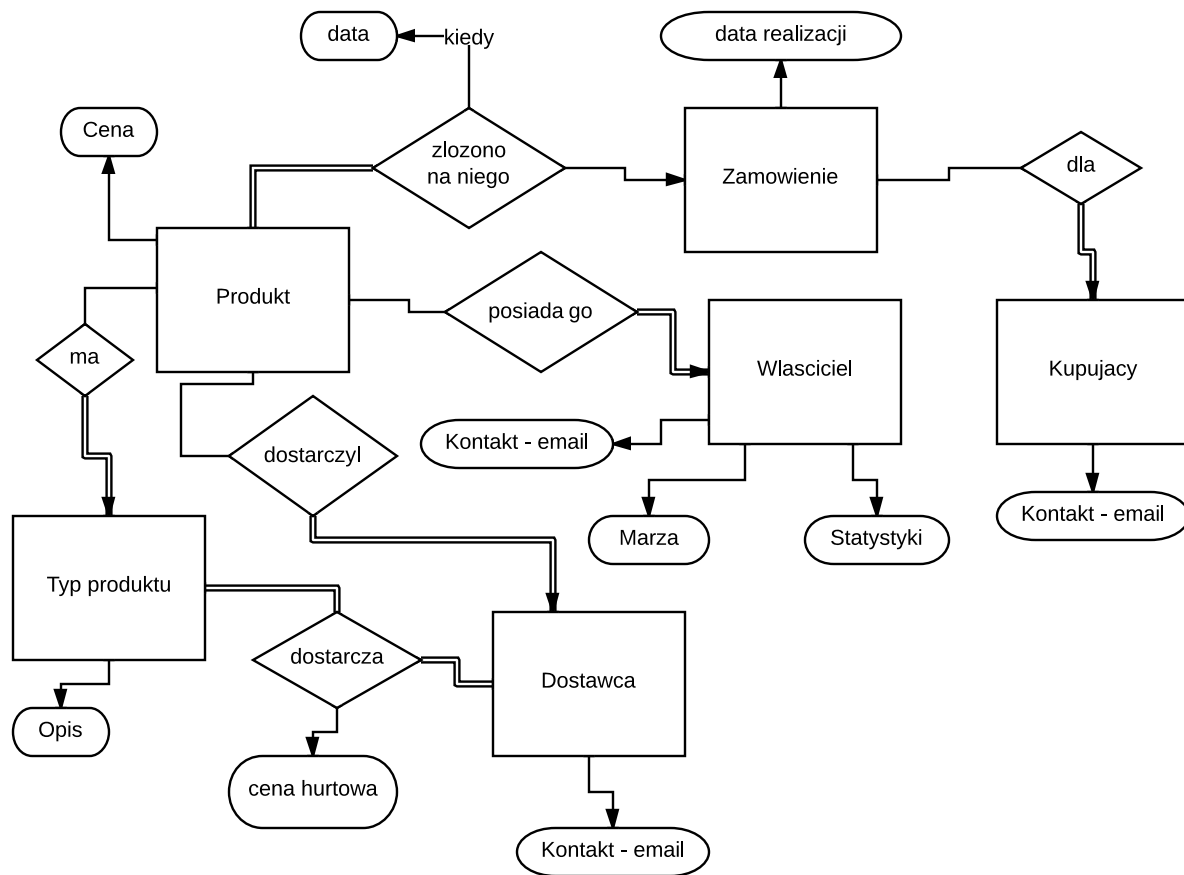 data
kiedy
data realizacji
Cena
zlozono
na niego
Zamowienie
dla
Produkt
posiada go
ma
Wlasciciel
Kupujacy
dostarczyl
Kontakt - email
Kontakt - email
Marza
Statystyki
Typ produktu
dostarcza
Dostawca
Opis
cena hurtowa
Kontakt - email